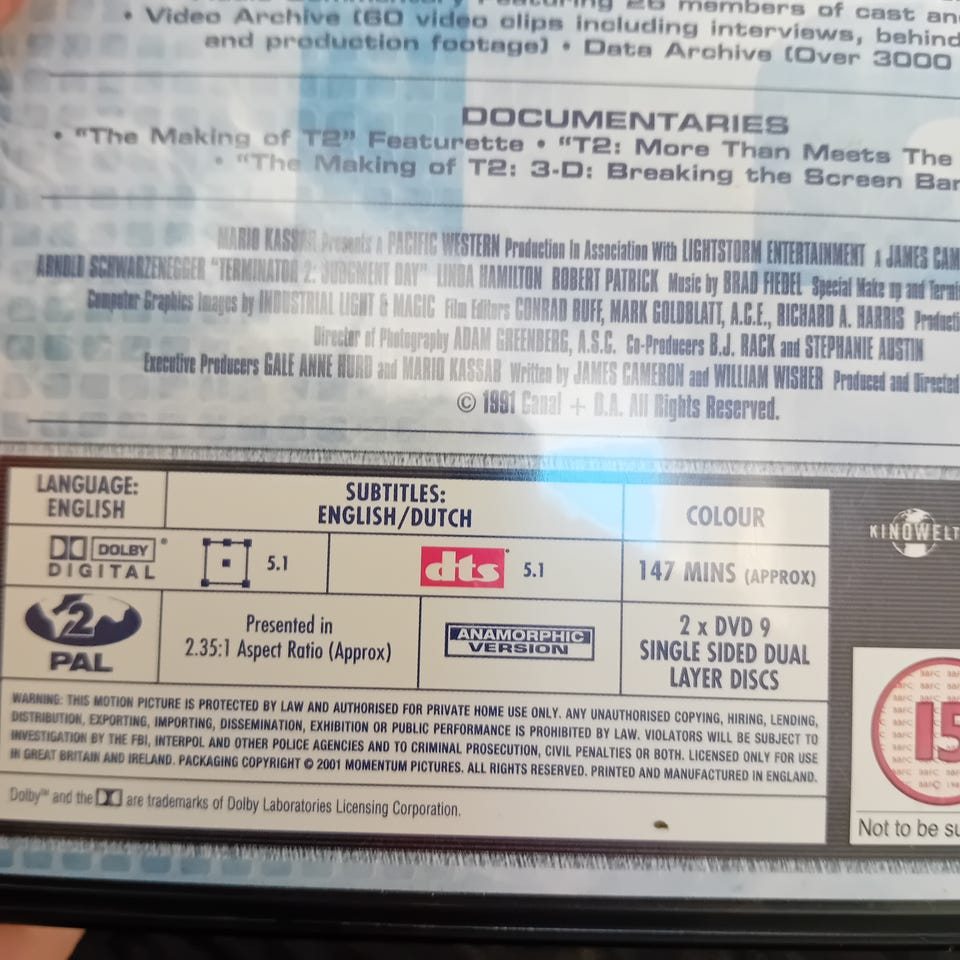 Commentary Featuring 26 members of cast an
• Video Archive (60 video clips including interviews, behind
and production footage) • Data Archive (Over 3000
DOCUMENTARIES
• "The Making of T2" Featurette • "T2: More Than Meets The
• "The Making of T2: 3-D: Breaking the Screen Bar
MARIO KASSAR Presents A PACIFIC WESTERN Production In Association With LIGHTSTORM ENTERTAINMENT A JAMES CAM
ARNOLD SCHWARZENEGGER "TERMINATOR 2: JUDGMENT DAY" LINDA HAMILTON ROBERT PATRICK Music by BRAD FIEDEL Special Make up and Termi
Computer Graphics Images by INDUSTRIAL LIGHT & MAGIC Film Editors CONRAD BUFF, MARK GOLDBLATT, A.C.E., RICHARD A. HARRIS Producti
Director of Photography ADAM GREENBERG, A.S.C. Co-Producers B.J. RACK and STEPHANIE AUSTIN
Executive Producers GALE ANNE HURD and MARIO KASSAR Written by JAMES CAMERON and WILLIAM WISHER Produced and Directed
© 1991 Canal + D.A. All Rights Reserved.
LANGUAGE:
ENGLISH
SUBTITLES:
ENGLISH/DUTCH
COLOUR
KINOWELT
DOLBY
DIGITAL
5.1
dts 5.1
147 MINS (APPROX)
2
PAL
Presented in
2.35:1 Aspect Ratio (Approx)
ANAMORPHIC
VERSION
2 x DVD 9
SINGLE SIDED DUAL
LAYER DISCS
15
Not to be su
WARNING: THIS MOTION PICTURE IS PROTECTED BY LAW AND AUTHORISED FOR PRIVATE HOME USE ONLY. ANY UNAUTHORISED COPYING, HIRING, LENDING,
DISTRIBUTION, EXPORTING, IMPORTING, DISSEMINATION, EXHIBITION OR PUBLIC PERFORMANCE IS PROHIBITED BY LAW. VIOLATORS WILL BE SUBJECT TO
INVESTIGATION BY THE FBI, INTERPOL AND OTHER POLICE AGENCIES AND TO CRIMINAL PROSECUTION, CIVIL PENALTIES OR BOTH. LICENSED ONLY FOR USE
IN GREAT BRITAIN AND IRELAND. PACKAGING COPYRIGHT © 2001 MOMENTUM PICTURES. ALL RIGHTS RESERVED. PRINTED AND MANUFACTURED IN ENGLAND.
Dolby™ and the are trademarks of Dolby Laboratories Licensing Corporation.